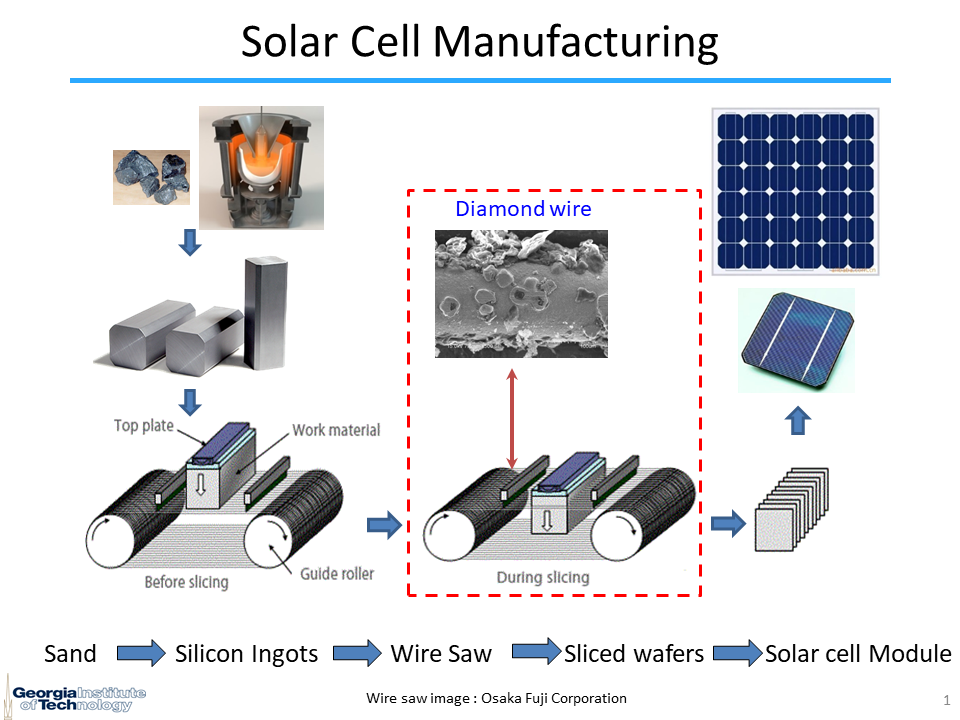 Solar Cell Manufacturing
Diamond wire
Top plate
Work material
Guide roller
Before slicing
During slicing
Sand
Silicon Ingots
Wire Saw
Sliced wafers
Solar cell Module
Georgia Institute
of Technology
Wire saw image : Osaka Fuji Corporation
1